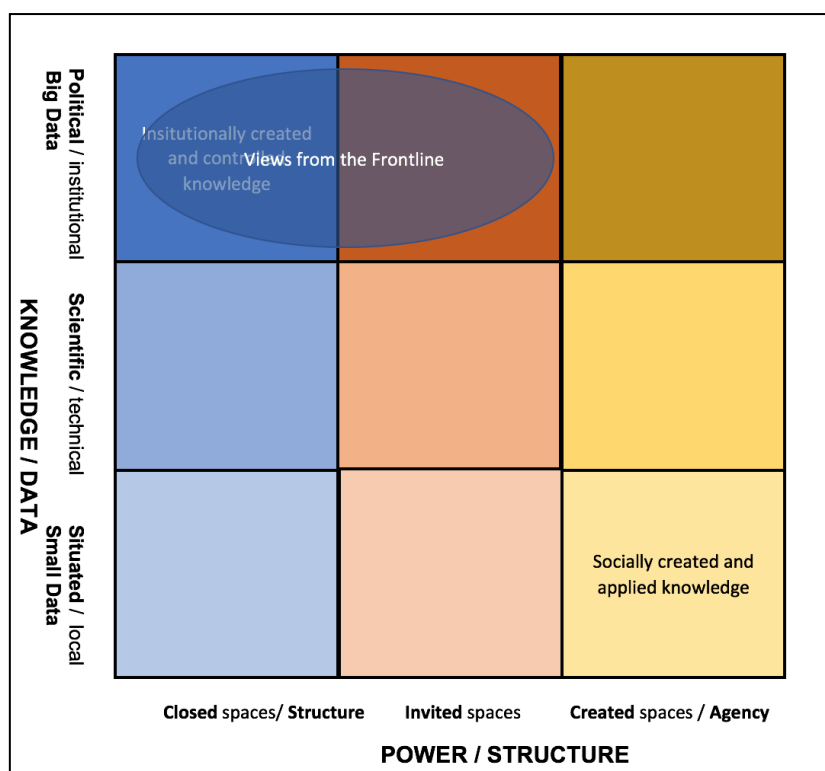 Political / institutional
Big Data
Insitutionally created
and controlled
knowledge
Views from the Frontline
KNOWLEDGE / DATA
Scientific / technical
Situated / local
Small Data
Socially created and
applied knowledge
Closed spaces/ Structure
Invited spaces
Created spaces / Agency
POWER / STRUCTURE